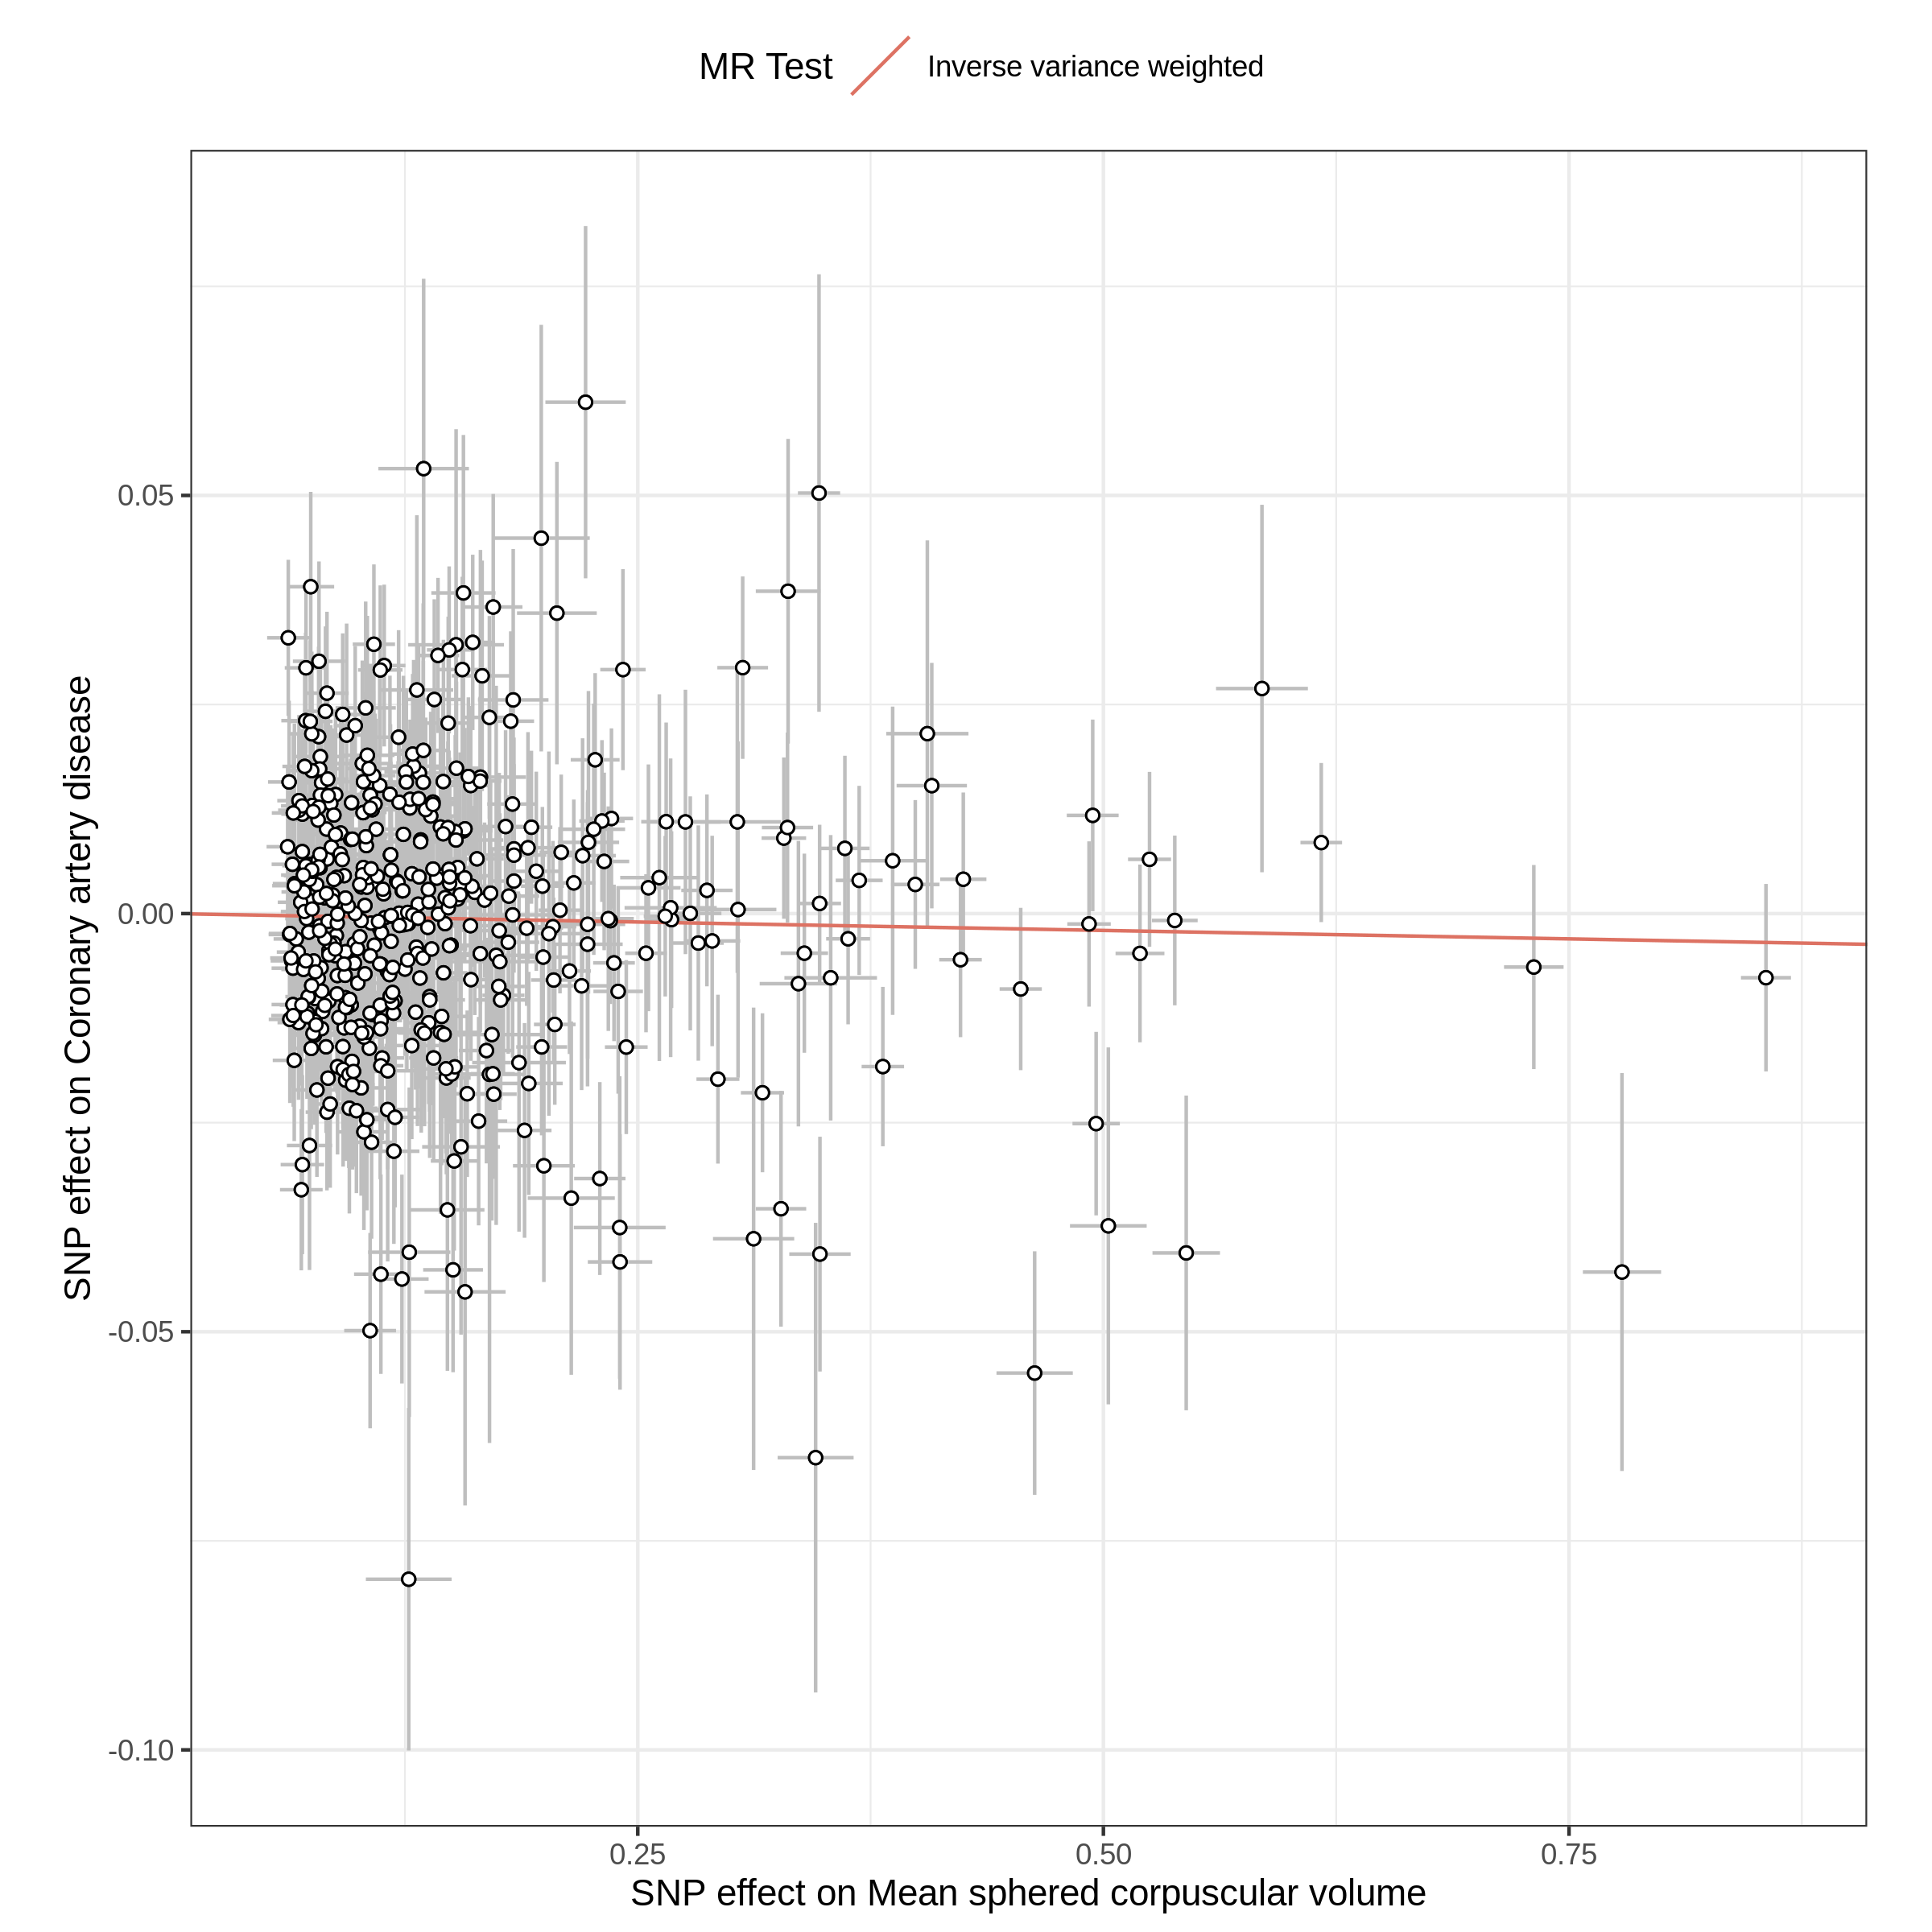 MR Test
Inverse variance weighted
SNP effect on Coronary artery disease
0.05
0.00
-0.05
-0.10
0.25
0.50
0.75
SNP effect on Mean sphered corpuscular volume